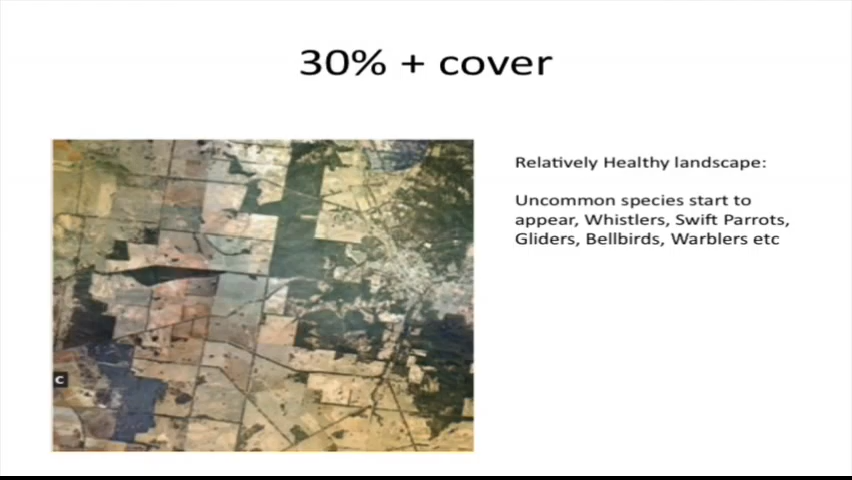 30% + cover
Relatively Healthy landscape:
Uncommon species start to
appear, Whistlers, Swift Parrots,
Gliders, Bellbirds, Warblers etc
C